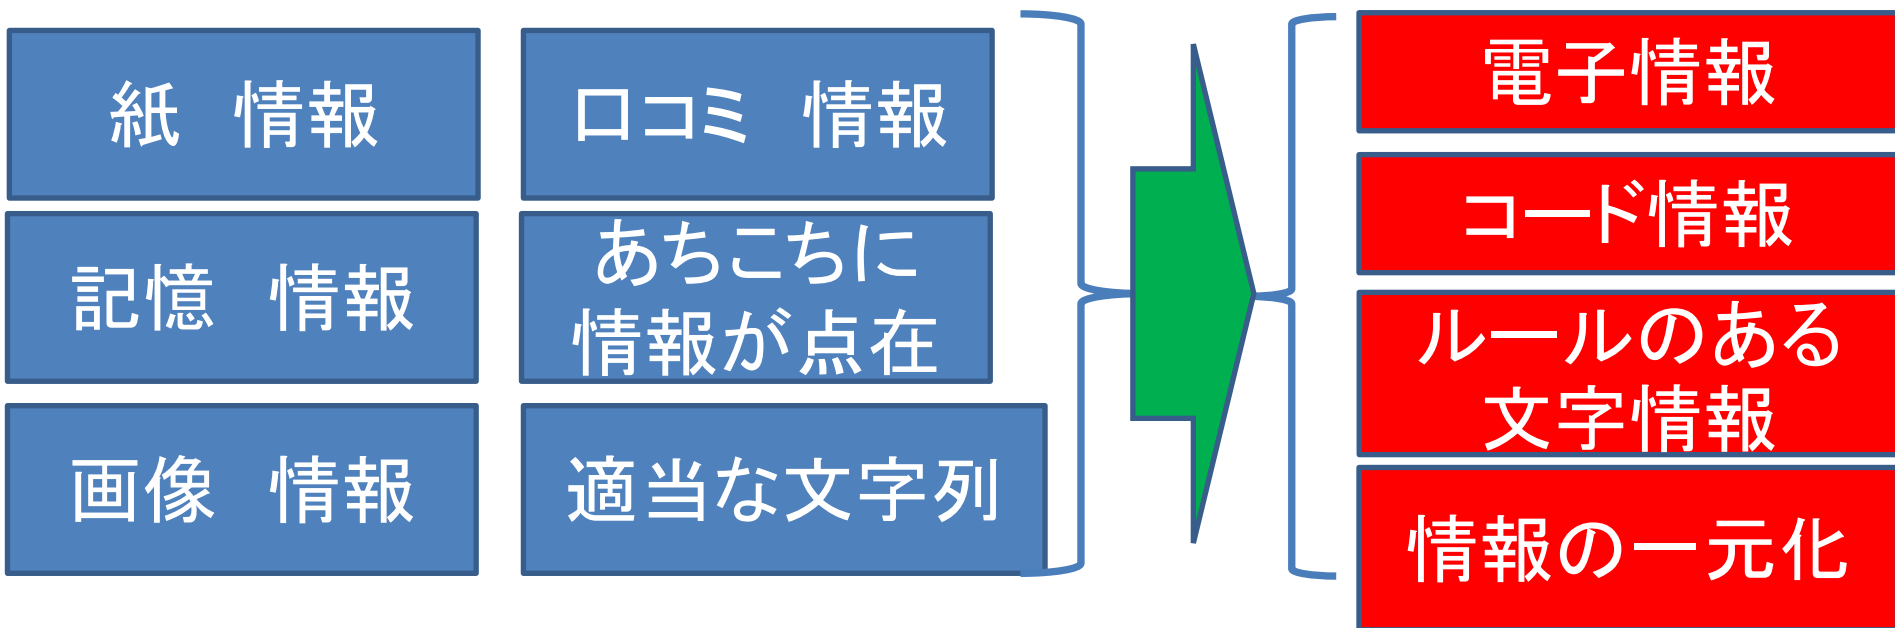 紙　情報
口コミ　情報
記憶　情報
あちこちに
情報が点在
画像　情報
適当な文字列
電子情報
コード情報
ルールのある
文字情報
情報の一元化